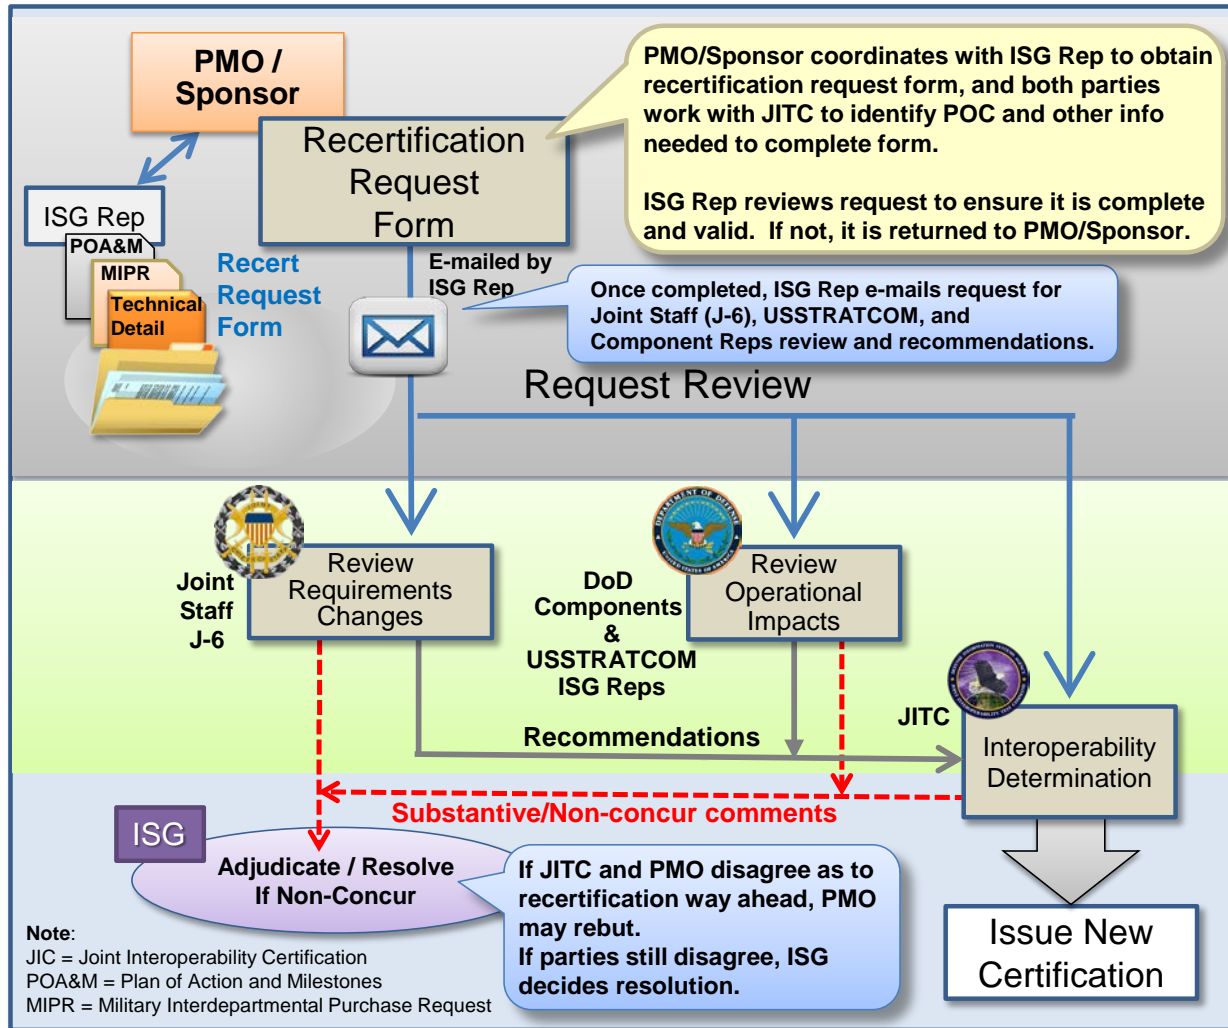 PMO /
Sponsor
PMO/Sponsor coordinates with ISG Rep to obtain
recertification request form, and both parties
work with JITC to identify POC and other info
needed to complete form.
ISG Rep reviews request to ensure it is complete
and valid. If not, it is returned to PMO/Sponsor.
Recertification
Request
Form
ISG Rep
POA&M
MIPR
Technical
Detail
Recert
Request
Form
E-mailed by
ISG Rep
Once completed, ISG Rep e-mails request for
Joint Staff (J-6), USSTRATCOM, and
Component Reps review and recommendations.
Request Review
Joint
Staff
J-6
Review
Requirements
Changes
DEPARTMENT OF DEFENSE
UNITED STATES OF AMERICA
DoD
Components
&
USSTRATCOM
ISG Reps
Review
Operational
Impacts
JITC
Recommendations
Interoperability
Determination
Substantive/Non-concur comments
ISG
Adjudicate / Resolve
If Non-Concur
If JITC and PMO disagree as to
recertification way ahead, PMO
may rebut.
If parties still disagree, ISG
decides resolution.
Issue New
Certification
Note:
JIC = Joint Interoperability Certification
POA&M = Plan of Action and Milestones
MIPR = Military Interdepartmental Purchase Request